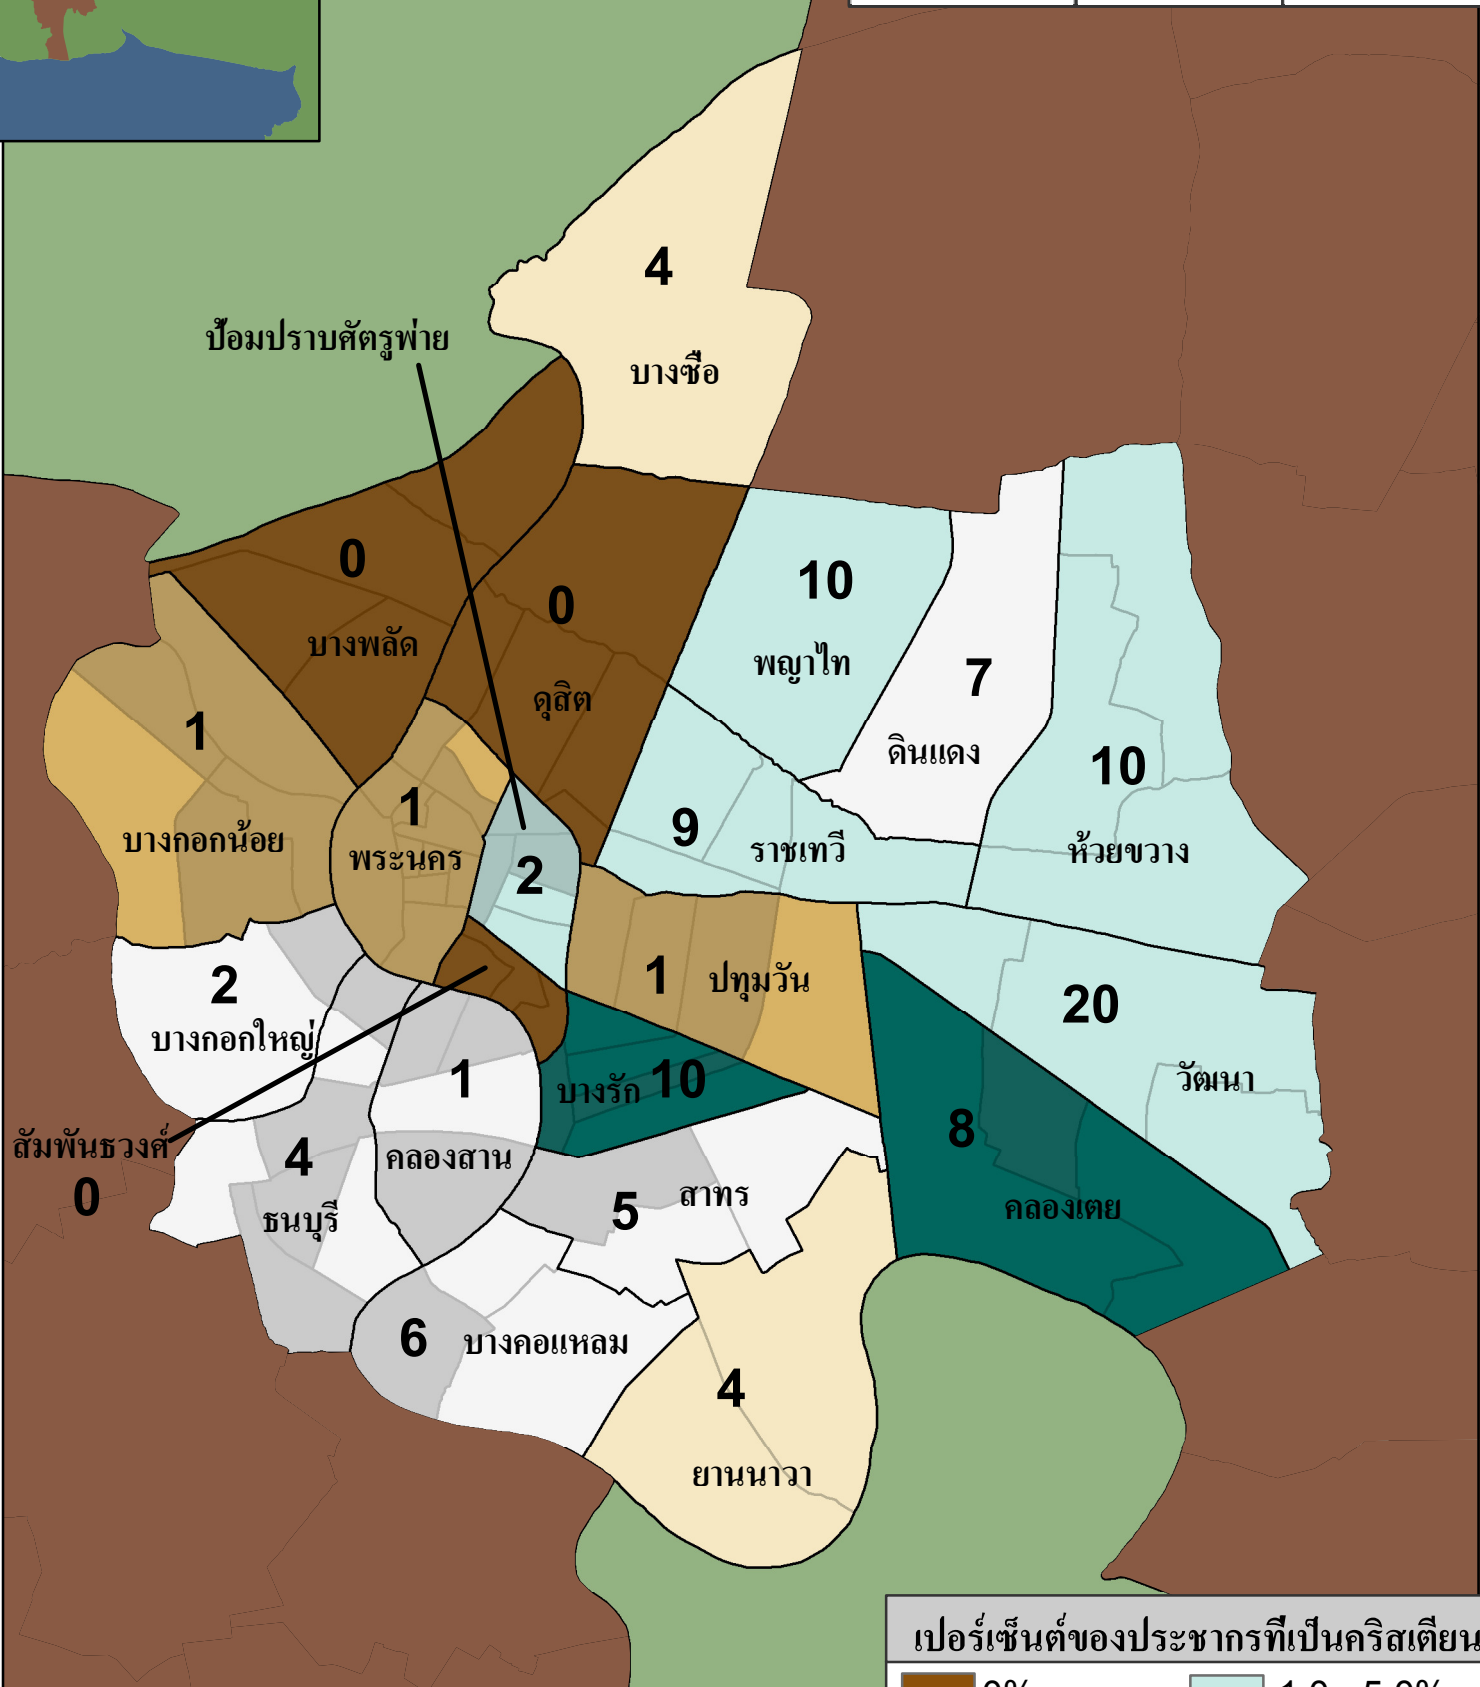 4
ป้อมปราบศัตรูพ่าย
บางซื่อ
0
บางพลัด
0
ดุสิต
10
พญาไท
7
ดินแดง
10
ห้วยขวาง
1
บางกอกน้อย
1
พระนคร
9
ราชเทวี
2
1
ปทุมวัน
2
บางกอกใหญ่
20
วัฒนา
1
คลองสาน
บางรัก 10
8
คลองเตย
สัมพันธวงศ์
0
4
ธนบุรี
5
สาทร
6
บางคอแหลม
4
ยานนาวา
เปอร์เซ็นต์ของประชากรที่เป็นคริสเตียน